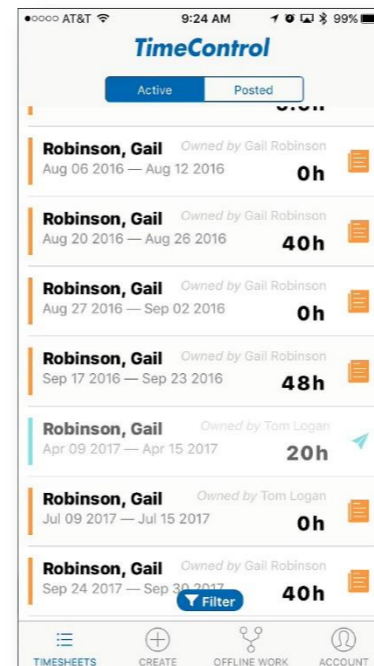 AT&T 9:24 AM 99%
TimeControl
Active Posted
Robinson, Gail Owned by Gail Robinson
Aug 06 2016 — Aug 12 2016 0h
Robinson, Gail Owned by Gail Robinson
Aug 20 2016 — Aug 26 2016 40h
Robinson, Gail Owned by Gail Robinson
Aug 27 2016 — Sep 02 2016 0h
Robinson, Gail Owned by Gail Robinson
Sep 17 2016 — Sep 23 2016 48h
Robinson, Gail Owned by Tom Logan
Apr 09 2017 — Apr 15 2017 20h
Robinson, Gail Owned by Tom Logan
Jul 09 2017 — Jul 15 2017 0h
Robinson, Gail Owned by Gail Robinson
Sep 24 2017 — Sep 30 2017 40h
Filter
TIMESHEETS CREATE OFFLINE WORK ACCOUNT